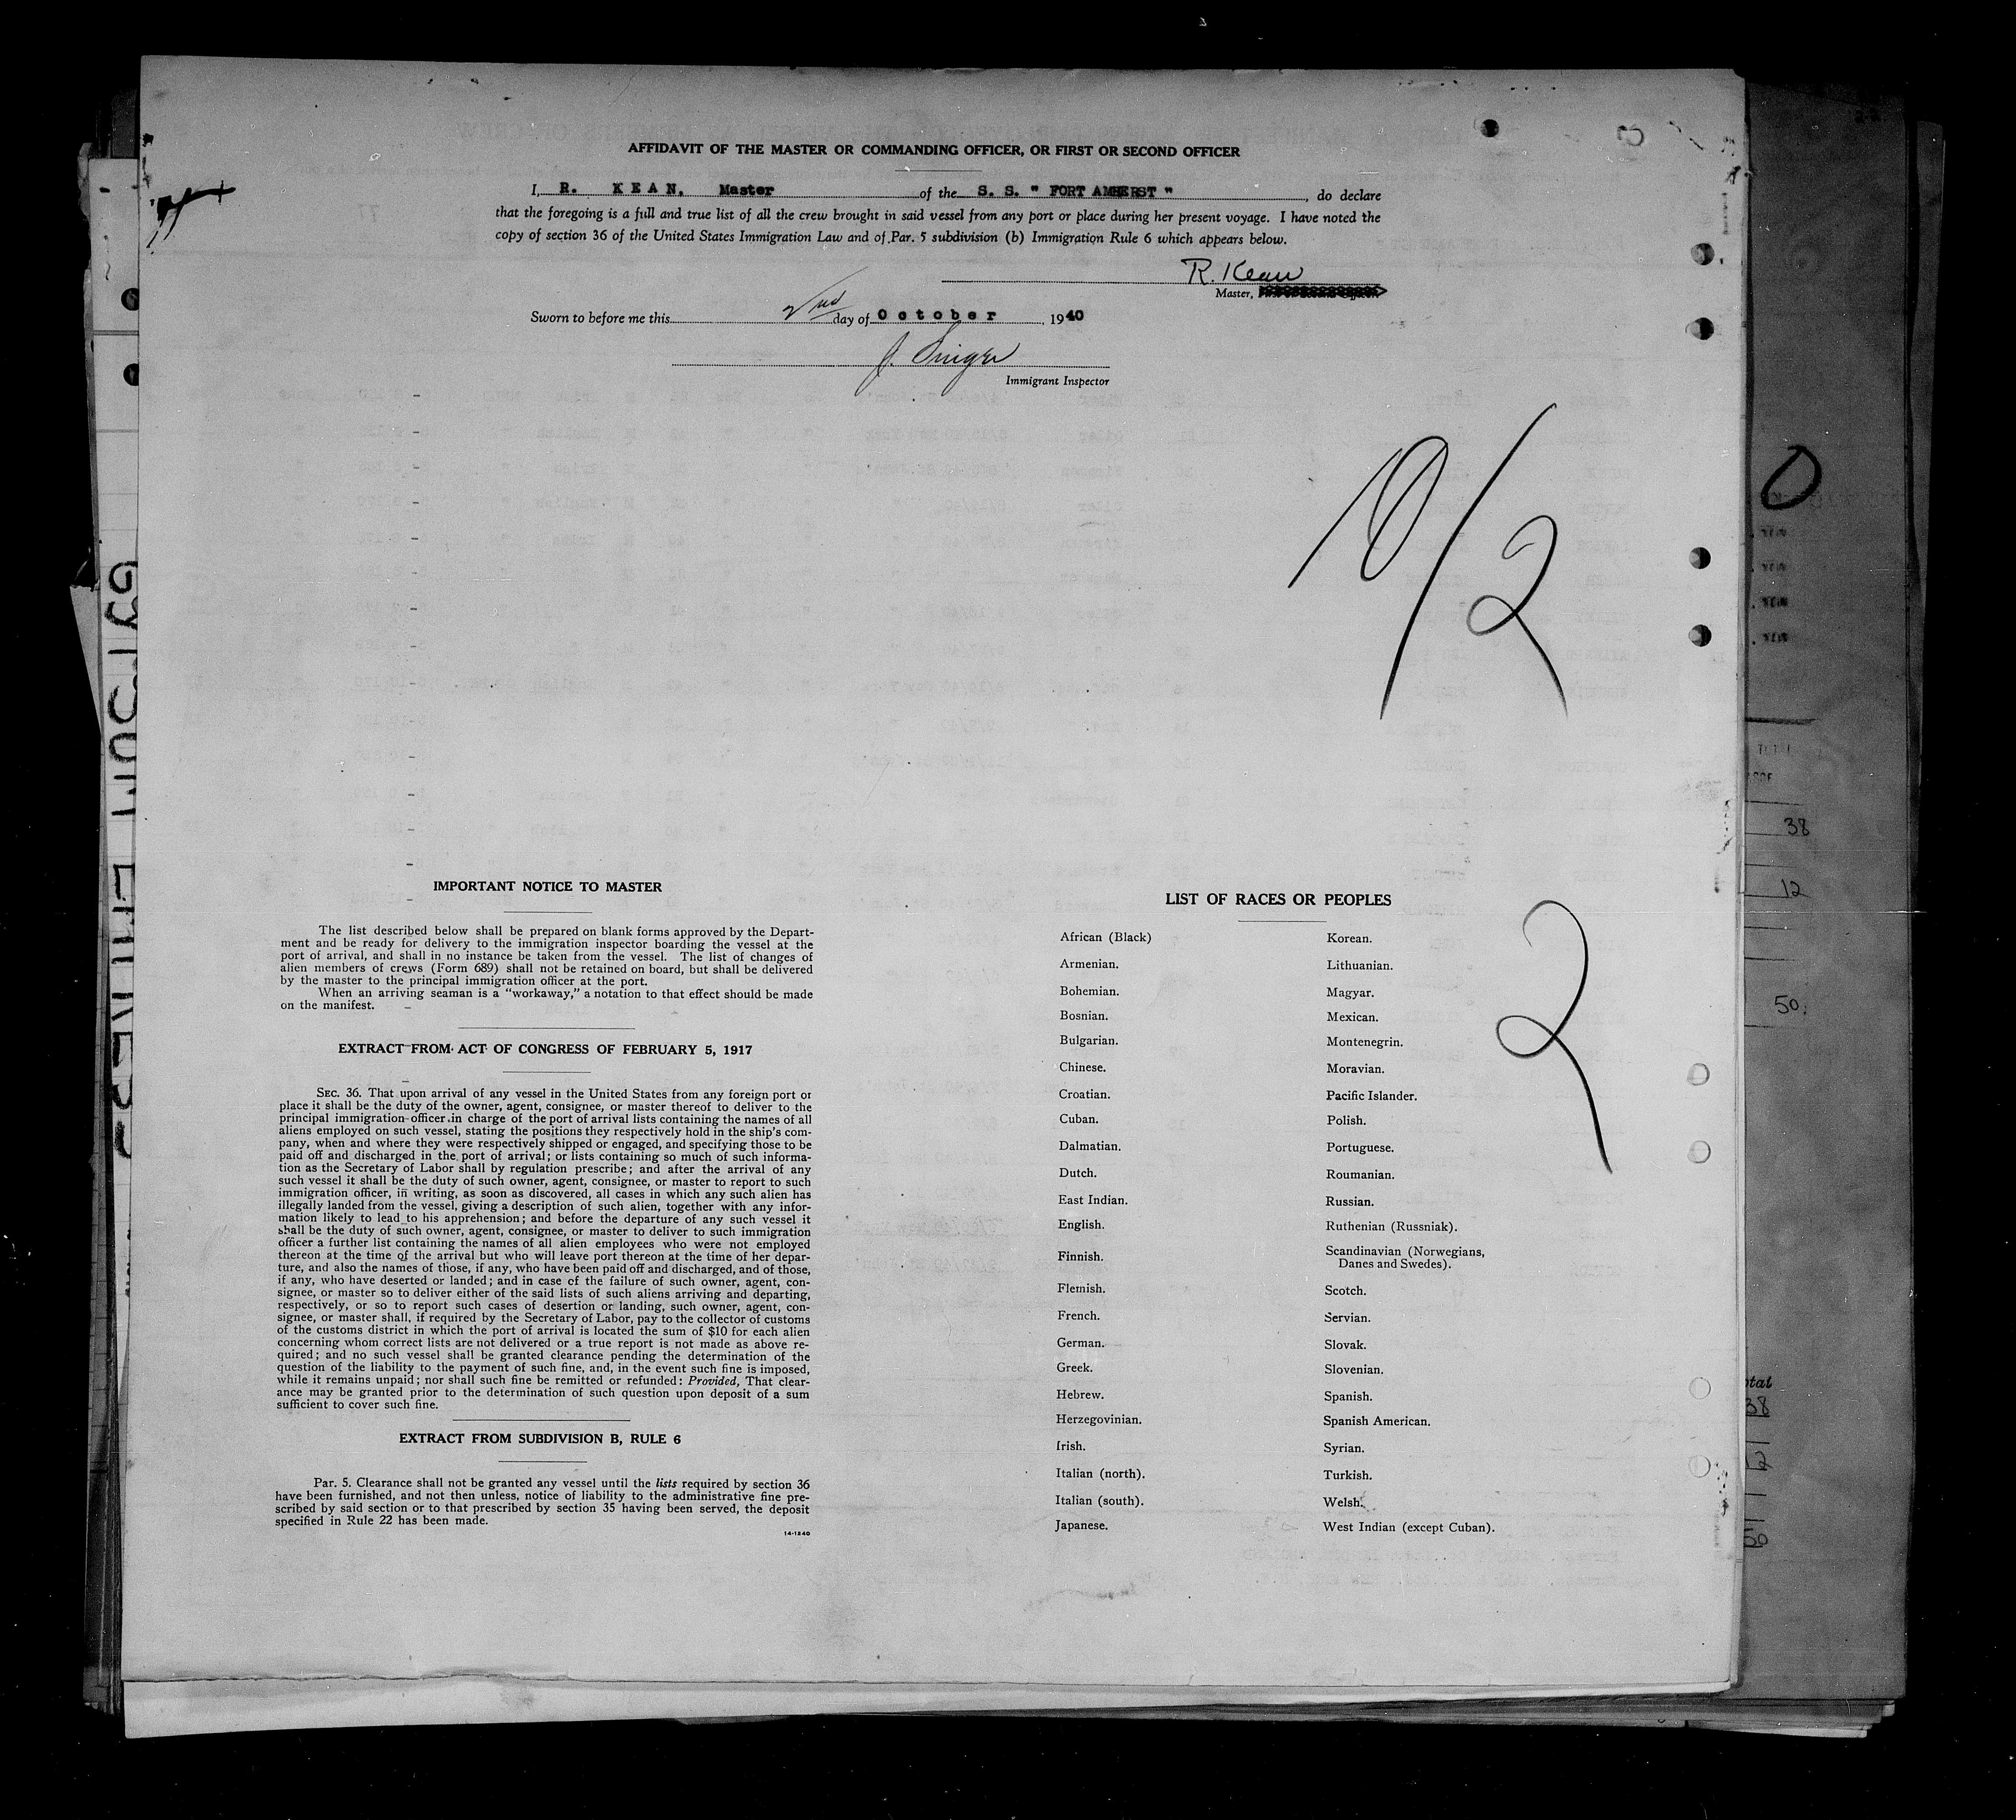 AFFIDAVIT OF THE MASTER OR COMMANDING OFFICER, OR FIRST OR SECOND OFFICER
I, R. KEAN. Master of the S. S. " FORT AMHERST ", do declare
that the foregoing is a full and true list of all the crew brought in said vessel from any port or place during her present voyage. I have noted the
copy of section 36 of the United States Immigration Law and of Par. 5 subdivision (b) Immigration Rule 6 which appears below.
R. Kean
Master,
Sworn to before me this 2nd day of October, 1940
J. Singer
Immigrant Inspector
10/2
IMPORTANT NOTICE TO MASTER
The list described below shall be prepared on blank forms approved by the Depart-
ment and be ready for delivery to the immigration inspector boarding the vessel at the
port of arrival, and shall in no instance be taken from the vessel. The list of changes of
alien members of crews (Form 689) shall not be retained on board, but shall be delivered
by the master to the principal immigration officer at the port.
When an arriving seaman is a "workaway," a notation to that effect should be made
on the manifest.
EXTRACT FROM ACT OF CONGRESS OF FEBRUARY 5, 1917
SEC. 36. That upon arrival of any vessel in the United States from any foreign port or
place it shall be the duty of the owner, agent, consignee, or master thereof to deliver to the
principal immigration officer in charge of the port of arrival lists containing the names of all
aliens employed on such vessel, stating the positions they respectively hold in the ship's com-
pany, when and where they were respectively shipped or engaged, and specifying those to be
paid off and discharged in the port of arrival; or lists containing so much of such informa-
tion as the Secretary of Labor shall by regulation prescribe; and after the arrival of any
such vessel it shall be the duty of such owner, agent, consignee, or master to report to such
immigration officer, in writing, as soon as discovered, all cases in which any such alien has
illegally landed from the vessel, giving a description of such alien, together with any infor-
mation likely to lead to his apprehension; and before the departure of any such vessel it
shall be the duty of such owner, agent, consignee, or master to deliver to such immigration
officer a further list containing the names of all alien employees who were not employed
thereon at the time of the arrival but who will leave port thereon at the time of her depar-
ture, and also the names of those, if any, who have been paid off and discharged, and of those,
if any, who have deserted or landed; and in case of the failure of such owner, agent, con-
signee, or master so to deliver either of the said lists of such aliens arriving and departing,
respectively, or so to report such cases of desertion or landing, such owner, agent, con-
signee, or master shall, if required by the Secretary of Labor, pay to the collector of customs
of the customs district in which the port of arrival is located the sum of $10 for each alien
concerning whom correct lists are not delivered or a true report is not made as above re-
quired; and no such vessel shall be granted clearance pending the determination of the
question of the liability to the payment of such fine, and, in the event such fine is imposed,
while it remains unpaid; nor shall such fine be remitted or refunded: Provided, That clear-
ance may be granted prior to the determination of such question upon deposit of a sum
sufficient to cover such fine.
EXTRACT FROM SUBDIVISION B, RULE 6
Par. 5. Clearance shall not be granted any vessel until the lists required by section 36
have been furnished, and not then unless, notice of liability to the administrative fine pre-
scribed by said section or to that prescribed by section 35 having been served, the deposit
specified in Rule 22 has been made.
14-1240
LIST OF RACES OR PEOPLES
African (Black)
Armenian.
Bohemian.
Bosnian.
Bulgarian.
Chinese.
Croatian.
Cuban.
Dalmatian.
Dutch.
East Indian.
English.
Finnish.
Flemish.
French.
German.
Greek.
Hebrew.
Herzegovinian.
Irish.
Italian (north).
Italian (south).
Japanese.
Korean.
Lithuanian.
Magyar.
Mexican.
Montenegrin.
Moravian.
Pacific Islander.
Polish.
Portuguese.
Roumanian.
Russian.
Ruthenian (Russniak).
Scandinavian (Norwegians,
Danes and Swedes).
Scotch.
Servian.
Slovak.
Slovenian.
Spanish.
Spanish American.
Syrian.
Turkish.
Welsh.
West Indian (except Cuban).
2
38
12
50
38
12
50